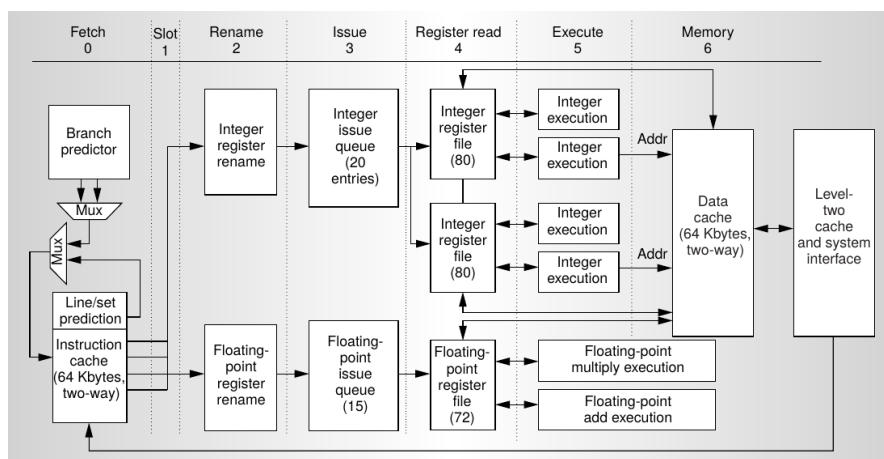 Fetch
0
Slot
1
Rename
2
Issue
3
Register read
4
Execute
5
Memory
6
Branch
predictor
Mux
Mux
Line/set
prediction
Instruction
cache
(64 Kbytes,
two-way)
Integer
register
rename
Integer
issue
queue
(20
entries)
Integer
register
file
(80)
Integer
execution
Integer
execution
Addr
Integer
register
file
(80)
Integer
execution
Integer
execution
Addr
Data
cache
(64 Kbytes,
two-way)
Level-
two
cache
and system
interface
Floating-
point
register
rename
Floating-
point
issue
queue
(15)
Floating-
point
register
file
(72)
Floating-point
multiply execution
Floating-point
add execution